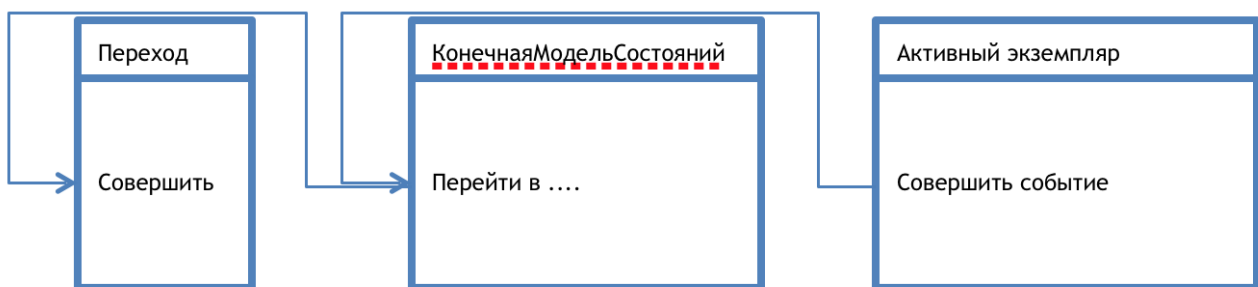 Переход
КонечнаяМодельСостояний
Активный экземпляр
Совершить
Перейти в ....
Совершить событие